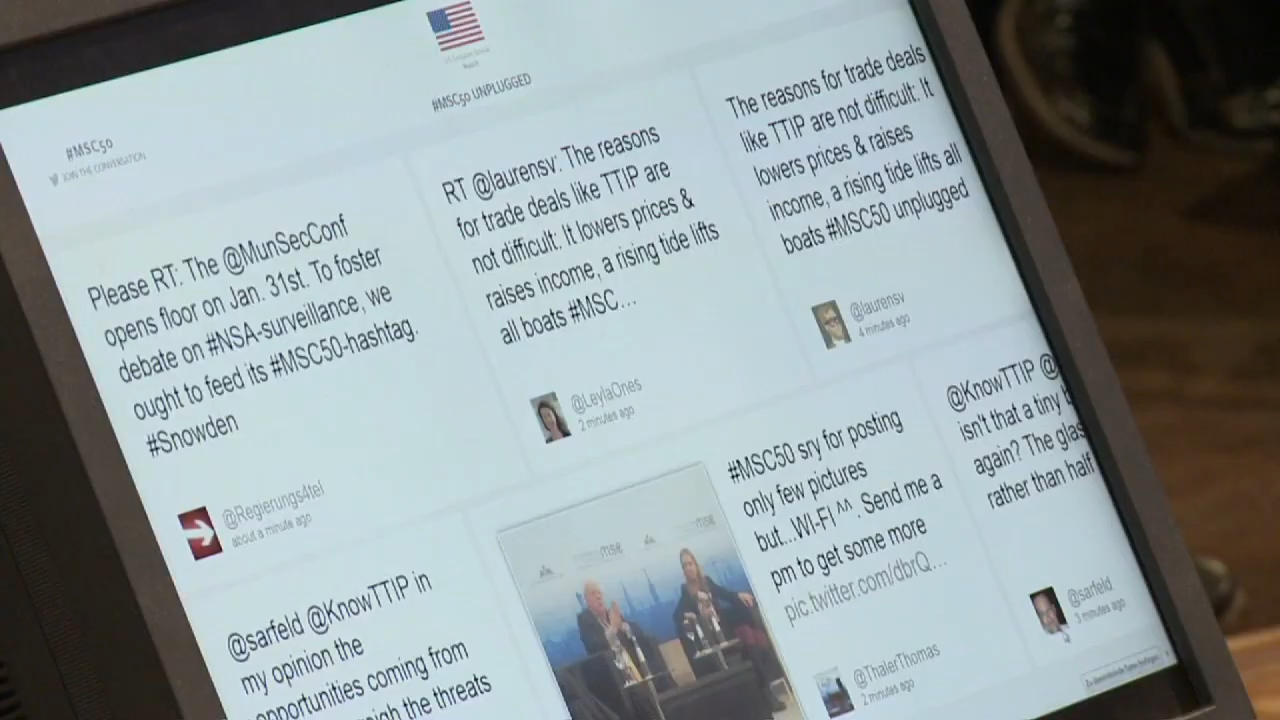 #MSC50 UNPLUGGED
#MSC50
JOIN THE CONVERSATION
Please RT: The @MunSecConf
opens floor on Jan. 31st. To foster
debate on #NSA-surveillance, we
ought to feed its #MSC50-hashtag.
#Snowden
@Regierungs4tel
about a minute ago
RT @laurensv: The reasons
for trade deals like TTIP are
not difficult: It lowers prices &
raises income, a rising tide lifts
all boats #MSC...
@LeylaOnes
2 minutes ago
The reasons for trade deals
like TTIP are not difficult: It
lowers prices & raises
income, a rising tide lifts all
boats #MSC50 unplugged
@laurensv
4 minutes ago
@sarfeld @KnowTTIP in
my opinion the
opportunities coming from
the threats
mse
mse
#MSC50 sry for posting
only few pictures
but...WI-FI ^^ . Send me a
pm to get some more
pic.twitter.com/dbrQ...
@ThalerThomas
2 minutes ago
@KnowTTIP @
isn't that a tiny
again? The glas
rather than half
@sarfeld
3 minutes ago